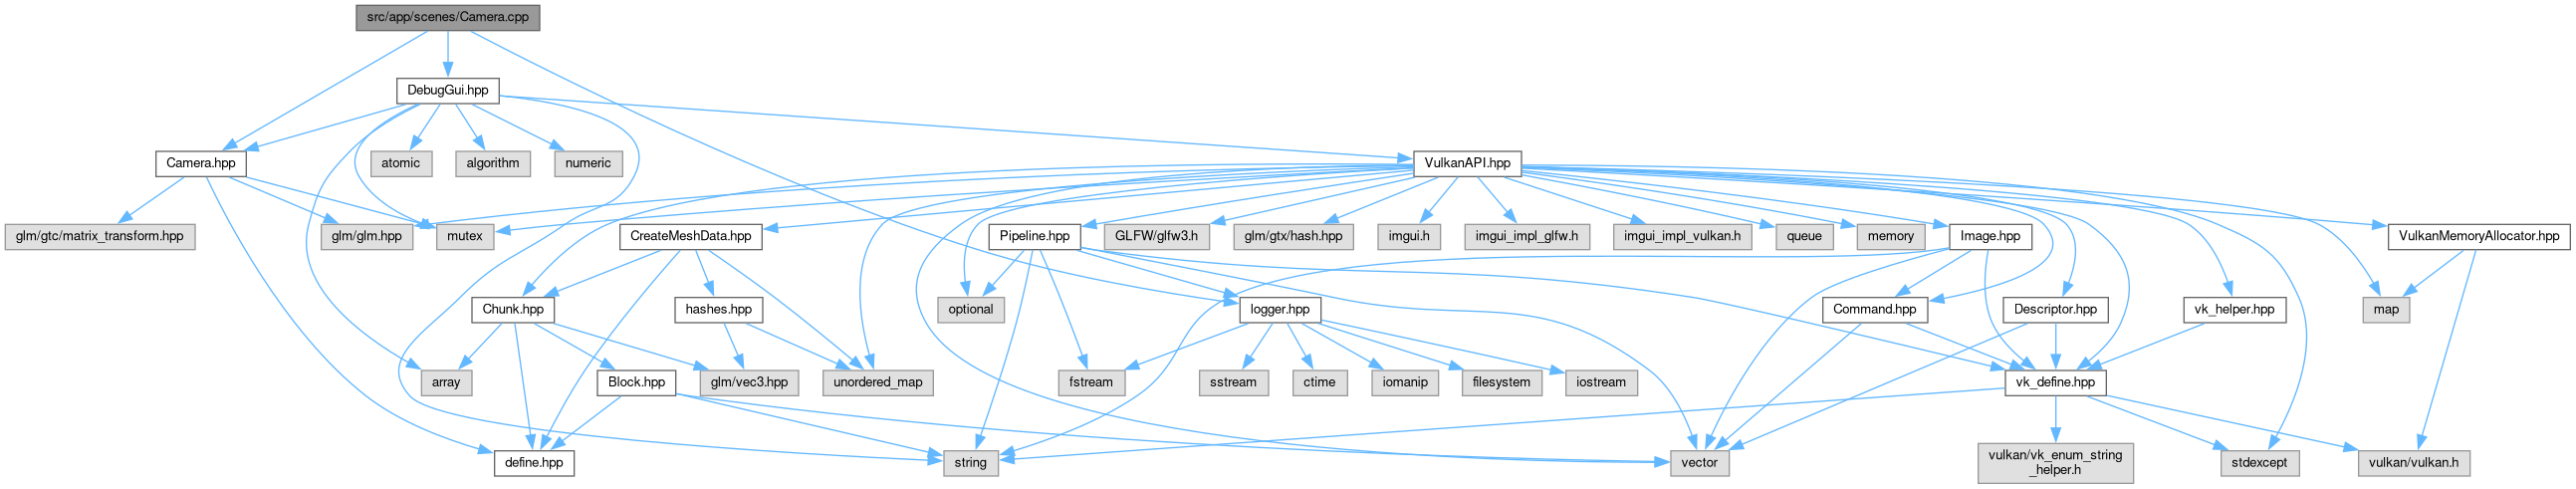 src/app/scenes/Camera.cpp
DebugGui.hpp
Camera.hpp
atomic
algorithm
numeric
VulkanAPI.hpp
glm/gtc/matrix_transform.hpp
glm/glm.hpp
mutex
CreateMeshData.hpp
Pipeline.hpp
GLFW/glfw3.h
glm/gtx/hash.hpp
imgui.h
imgui_impl_glfw.h
imgui_impl_vulkan.h
queue
memory
Image.hpp
VulkanMemoryAllocator.hpp
Chunk.hpp
hashes.hpp
optional
logger.hpp
Command.hpp
Descriptor.hpp
vk_helper.hpp
map
array
Block.hpp
glm/vec3.hpp
unordered_map
fstream
sstream
ctime
iomanip
filesystem
iostream
vk_define.hpp
define.hpp
string
vector
vulkan/vk_enum_string
_helper.h
stdexcept
vulkan/vulkan.h